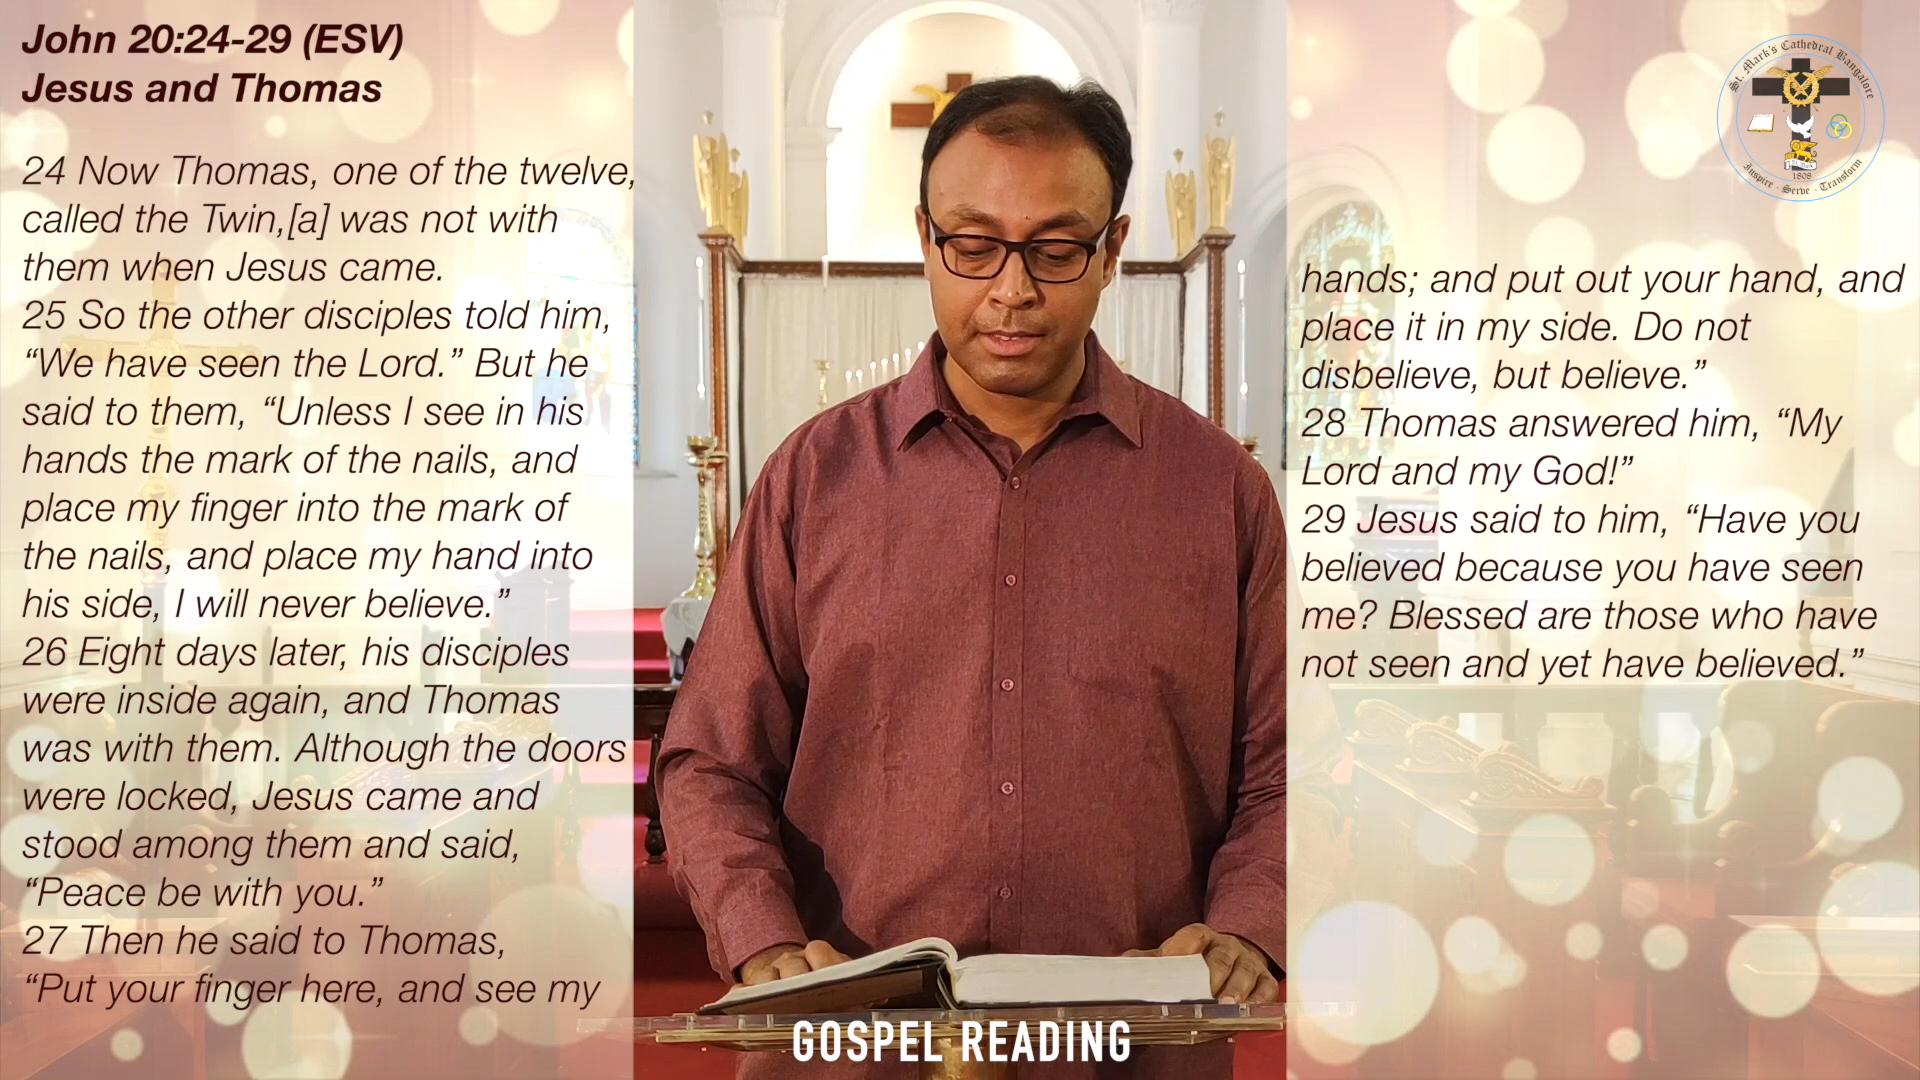 John 20:24-29 (ESV)
Jesus and Thomas
24 Now Thomas, one of the twelve,
called the Twin,[a] was not with
them when Jesus came.
25 So the other disciples told him,
“We have seen the Lord.” But he
said to them, “Unless I see in his
hands the mark of the nails, and
place my finger into the mark of
the nails, and place my hand into
his side, I will never believe.”
26 Eight days later, his disciples
were inside again, and Thomas
was with them. Although the doors
were locked, Jesus came and
stood among them and said,
“Peace be with you.”
27 Then he said to Thomas,
“Put your finger here, and see my
hands; and put out your hand, and
place it in my side. Do not
disbelieve, but believe.”
28 Thomas answered him, “My
Lord and my God!”
29 Jesus said to him, “Have you
believed because you have seen
me? Blessed are those who have
not seen and yet have believed.”
St. Mark's Cathedral Bangalore
1808
Inspire - Serve - Transform
GOSPEL READING